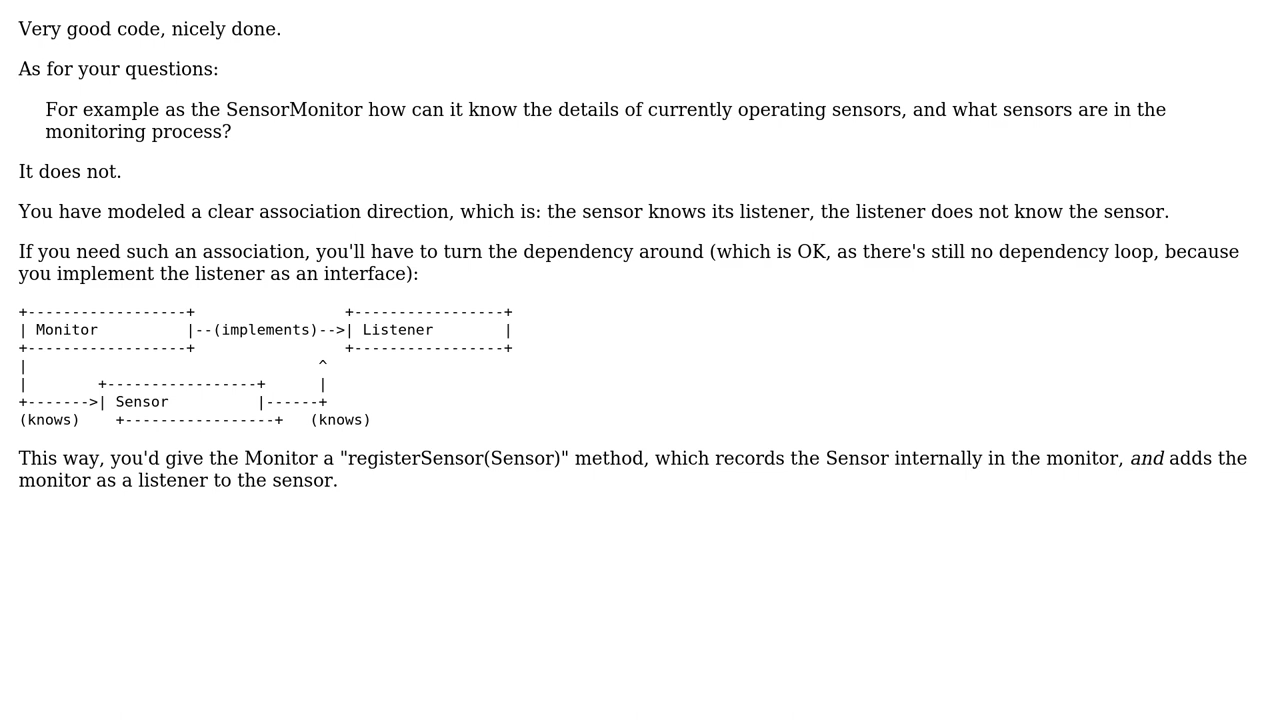 Very good code, nicely done.
As for your questions:
For example as the SensorMonitor how can it know the details of currently operating sensors, and what sensors are in the
monitoring process?
It does not.
You have modeled a clear association direction, which is: the sensor knows its listener, the listener does not know the sensor.
If you need such an association, you'll have to turn the dependency around (which is OK, as there's still no dependency loop, because
you implement the listener as an interface):
+------------------+                 +-----------------+
| Monitor          |--(implements)-->| Listener        |
+------------------+                 +-----------------+
|                                 ^
|        +-----------------+      |
+------->| Sensor          |------+
(knows)    +-----------------+   (knows)
This way, you'd give the Monitor a "registerSensor(Sensor)" method, which records the Sensor internally in the monitor, and adds the
monitor as a listener to the sensor.